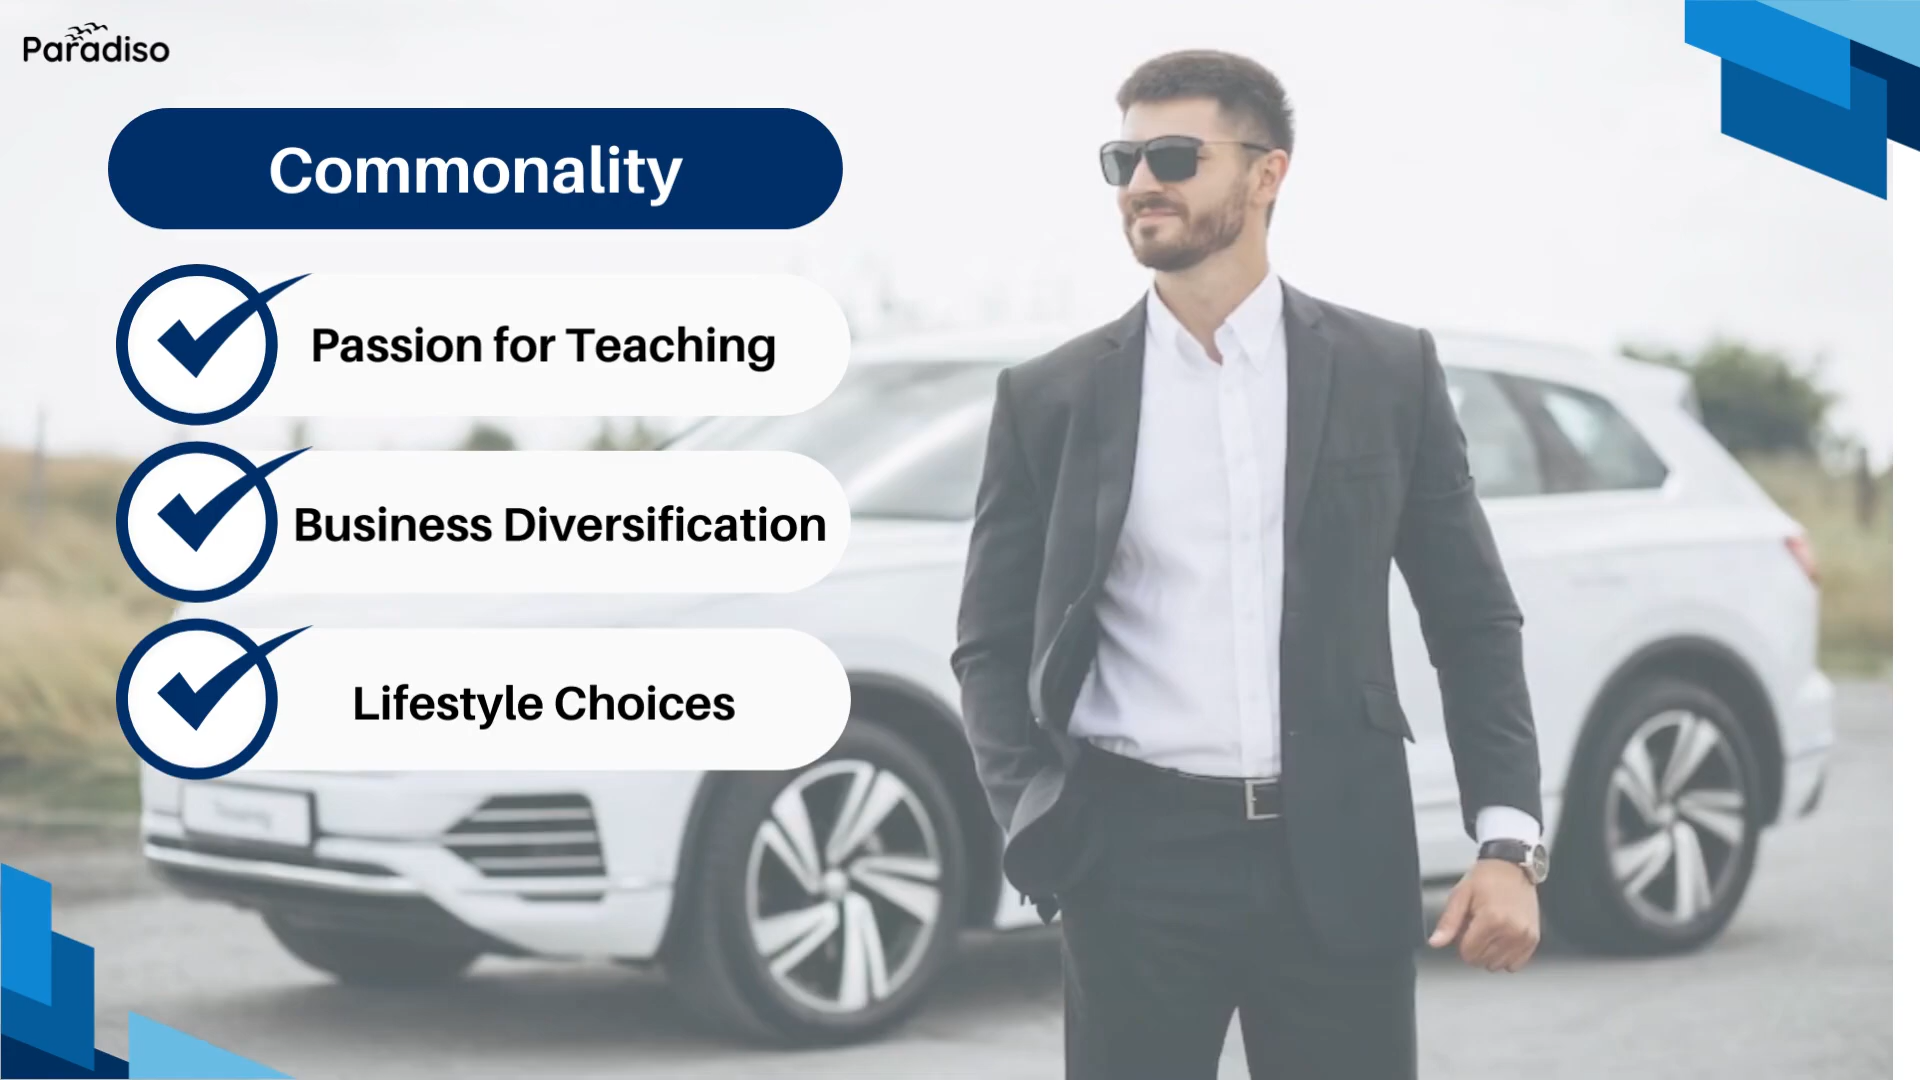 Paradiso
Commonality
Passion for Teaching
Business Diversification
Lifestyle Choices